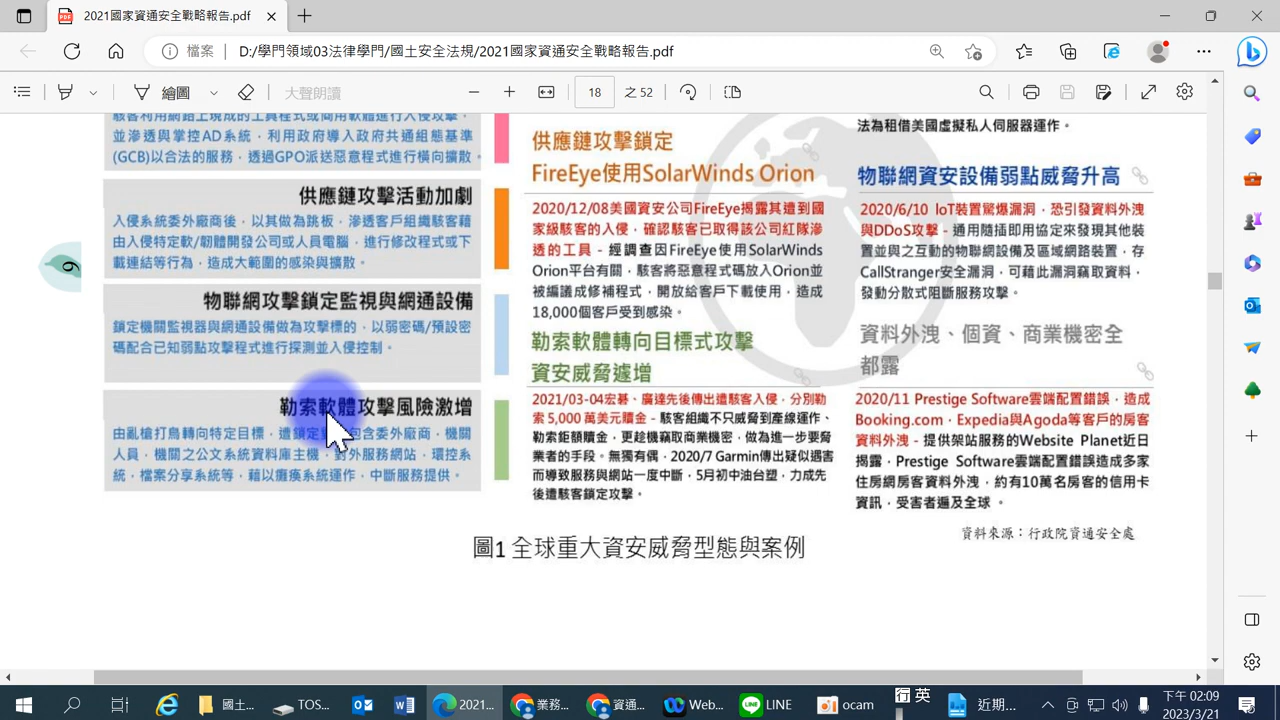 2021國家資通安全戰略報告.pdf
檔案 D:/學門領域03法律學門/國土安全法規/2021國家資通安全戰略報告.pdf
繪圖 大聲朗讀 18 之 52
駭客利用網路上現成的工具程式或商用軟體進行入侵攻擊，
並滲透與掌控AD系統，利用政府導入政府共通組態基準
(GCB)以合法的服務，透過GPO派送惡意程式進行橫向擴散。
供應鏈攻擊活動加劇
入侵系統委外廠商後，以其做為跳板，滲透客戶組織駭客藉
由入侵特定軟/韌體開發公司或人員電腦，進行修改程式或下
載連結等行為，造成大範圍的感染與擴散。
物聯網攻擊鎖定監視與網通設備
鎖定機關監視器與網通設備做為攻擊標的，以弱密碼/預設密
碼配合已知弱點攻擊程式進行探測並入侵控制。
勒索軟體攻擊風險激增
由亂槍打鳥轉向特定目標，遭鎖定 包含委外廠商，機關
人員，機關之公文系統資料庫主機，對外服務網站，環控系
統，檔案分享系統等，藉以癱瘓系統運作，中斷服務提供。
6
供應鏈攻擊鎖定
FireEye使用SolarWinds Orion
2020/12/08美國資安公司FireEye揭露其遭到國
家級駭客的入侵，確認駭客已取得該公司紅隊滲
透的工具 - 經調查因FireEye使用SolarWinds
Orion平台有關，駭客將惡意程式碼放入Orion並
被編議成修補程式，開放給客戶下載使用，造成
18,000個客戶受到感染。
勒索軟體轉向目標式攻擊
資安威脅遽增
2021/03-04宏碁、廣達先後傳出遭駭客入侵，分別勒
索 5,000 萬美元贖金 - 駭客組織不只威脅到產線運作、
勒索鉅額贖金，更趁機竊取商業機密，做為進一步要脅
業者的手段。無獨有偶，2020/7 Garmin傳出疑似遇害
而導致服務與網站一度中斷，5月初中油台塑，力成先
後遭駭客鎖定攻擊。
法為租借美國虛擬私人伺服器運作。
物聯網資安設備弱點威脅升高
2020/6/10 IoT裝置驚爆漏洞，恐引發資料外洩
與DDoS攻擊 - 通用隨插即用協定來發現其他裝
置並與之互動的物聯網設備及區域網路裝置，存
CallStranger安全漏洞，可藉此漏洞竊取資料，
發動分散式阻斷服務攻擊。
資料外洩、個資、商業機密全
都露
2020/11 Prestige Software雲端配置錯誤，造成
Booking.com，Expedia與Agoda等客戶的房客
資料外洩 - 提供架站服務的Website Planet近日
揭露，Prestige Software雲端配置錯誤造成多家
住房網房客資料外洩，約有10萬名房客的信用卡
資訊，受害者遍及全球 。
資料來源：行政院資通安全處
圖1 全球重大資安威脅型態與案例
國土... TOS... 2021... 業務... 資通... Web... LINE ocam 行 英 近期...
下午 02:09
2023/3/21